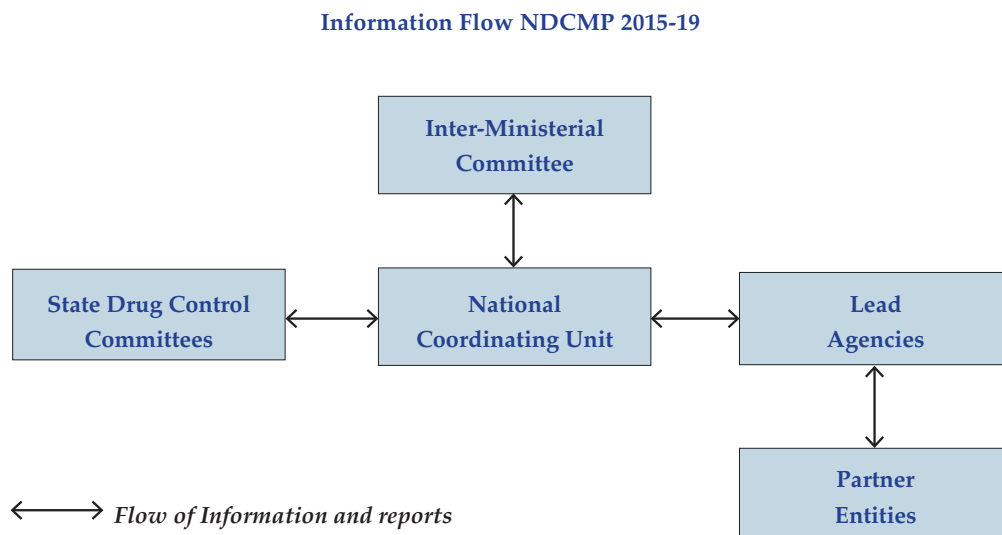 Information Flow NDCMP 2015-19
Inter-Ministerial
Committee
State Drug Control
Committees
National
Coordinating Unit
Lead
Agencies
Partner
Entities
Flow of Information and reports